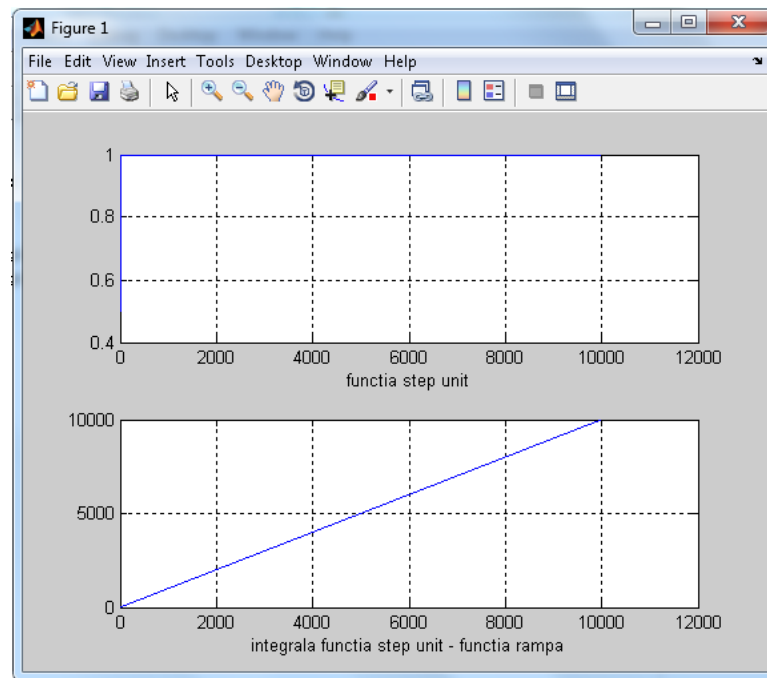 Figure 1
File Edit View Insert Tools Desktop Window Help
1
0.8
0.6
0.4
0 2000 4000 6000 8000 10000 12000
functia step unit
10000
5000
0
0 2000 4000 6000 8000 10000 12000
integrala functia step unit - functia rampa